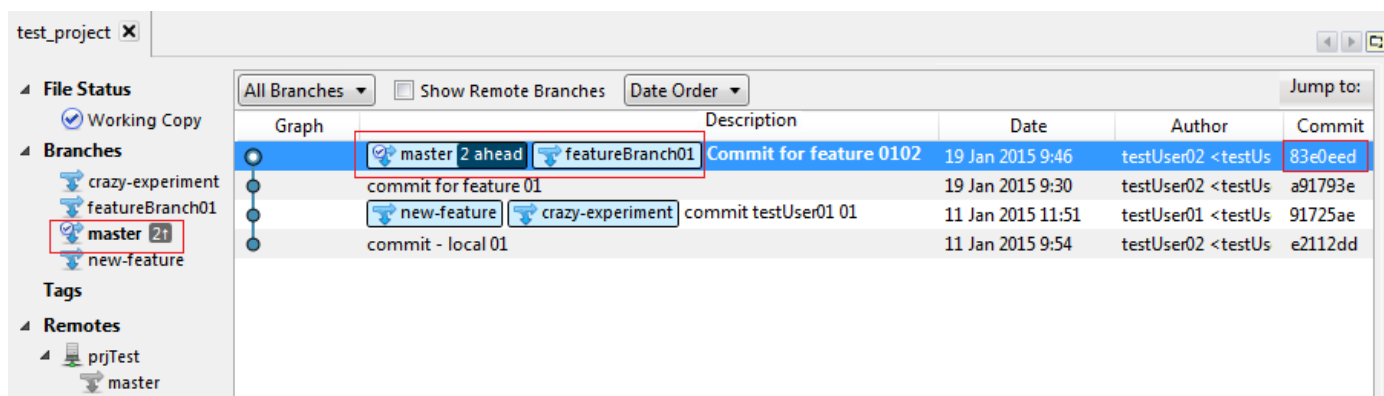 test_project
File Status
Working Copy
Branches
crazy-experiment
featureBranch01
master 2↑
new-feature
Tags
Remotes
prjTest
master
All Branches Show Remote Branches Date Order Jump to:
Graph Description Date Author Commit
master 2 ahead featureBranch01 Commit for feature 0102 19 Jan 2015 9:46 testUser02 <testUs 83e0eed
commit for feature 01 19 Jan 2015 9:30 testUser02 <testUs a91793e
new-feature crazy-experiment commit testUser01 01 11 Jan 2015 11:51 testUser01 <testUs 91725ae
commit - local 01 11 Jan 2015 9:54 testUser02 <testUs e2112dd